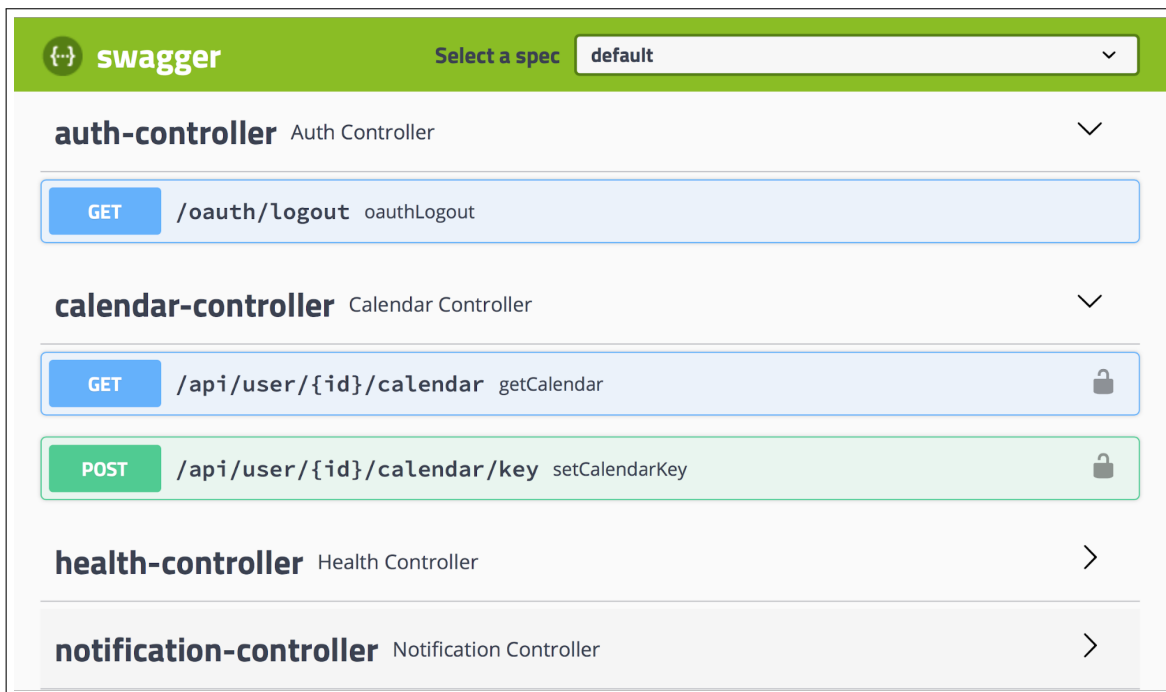 {···} swagger Select a spec default
auth-controller Auth Controller
GET /oauth/logout oauthLogout
calendar-controller Calendar Controller
GET /api/user/{id}/calendar getCalendar
POST /api/user/{id}/calendar/key setCalendarKey
health-controller Health Controller
notification-controller Notification Controller